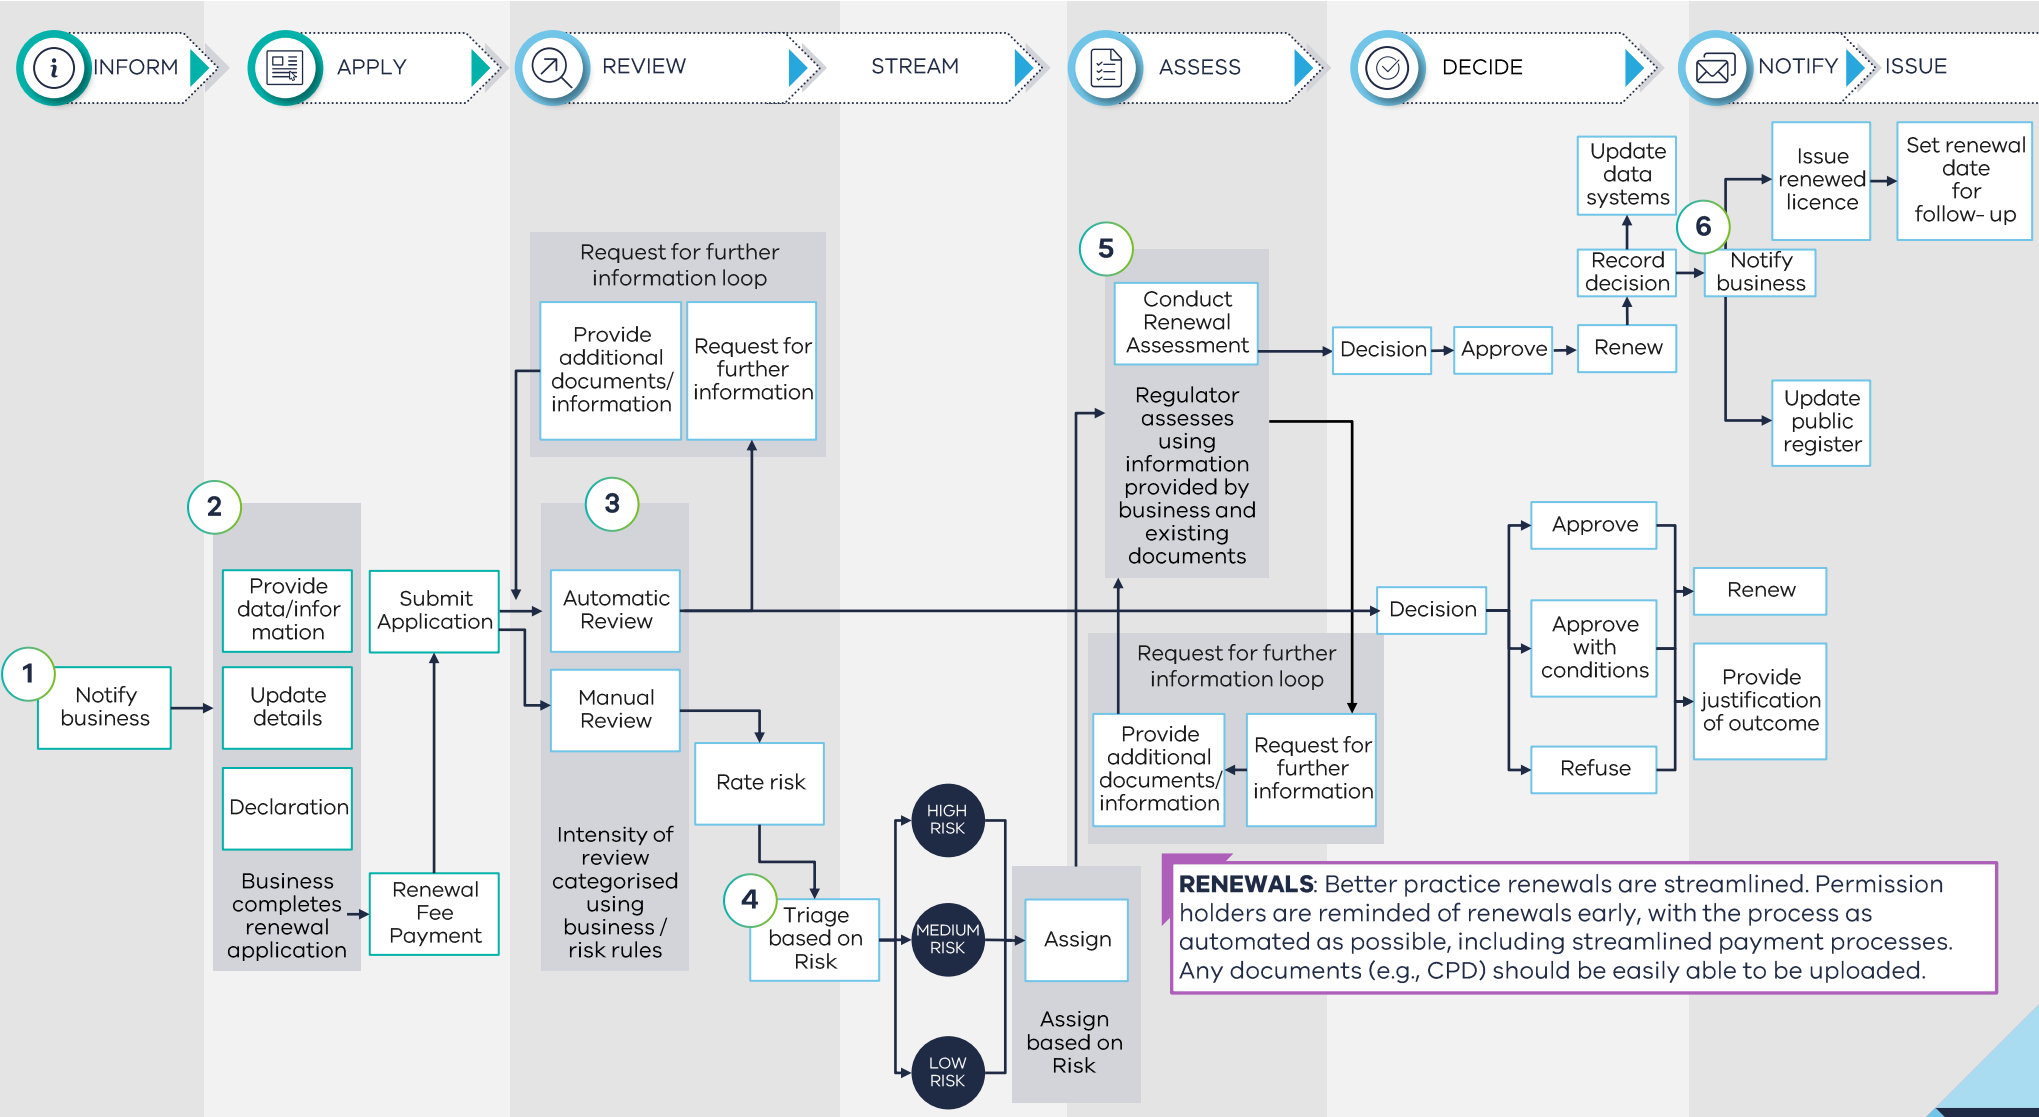 INFORM
APPLY
REVIEW
STREAM
ASSESS
DECIDE
NOTIFY
ISSUE
1
Notify
business
2
Provide
data/infor
mation
Update
details
Declaration
Business
completes
renewal
application
Submit
Application
Renewal
Fee
Payment
Request for further
information loop
Provide
additional
documents/
information
Request for
further
information
3
Automatic
Review
Manual
Review
Intensity of
review
categorised
using
business /
risk rules
Rate risk
4
Triage
based on
Risk
HIGH
RISK
MEDIUM
RISK
LOW
RISK
Assign
Assign
based on
Risk
5
Conduct
Renewal
Assessment
Regulator
assesses
using
information
provided by
business and
existing
documents
Request for further
information loop
Provide
additional
documents/
information
Request for
further
information
Decision
Approve
Renew
Record
decision
Update
data
systems
6
Notify
business
Issue
renewed
licence
Set renewal
date
for
follow- up
Update
public
register
Decision
Approve
Approve
with
conditions
Refuse
Renew
Provide
justification
of outcome
RENEWALS: Better practice renewals are streamlined. Permission
holders are reminded of renewals early, with the process as
automated as possible, including streamlined payment processes.
Any documents (e.g., CPD) should be easily able to be uploaded.